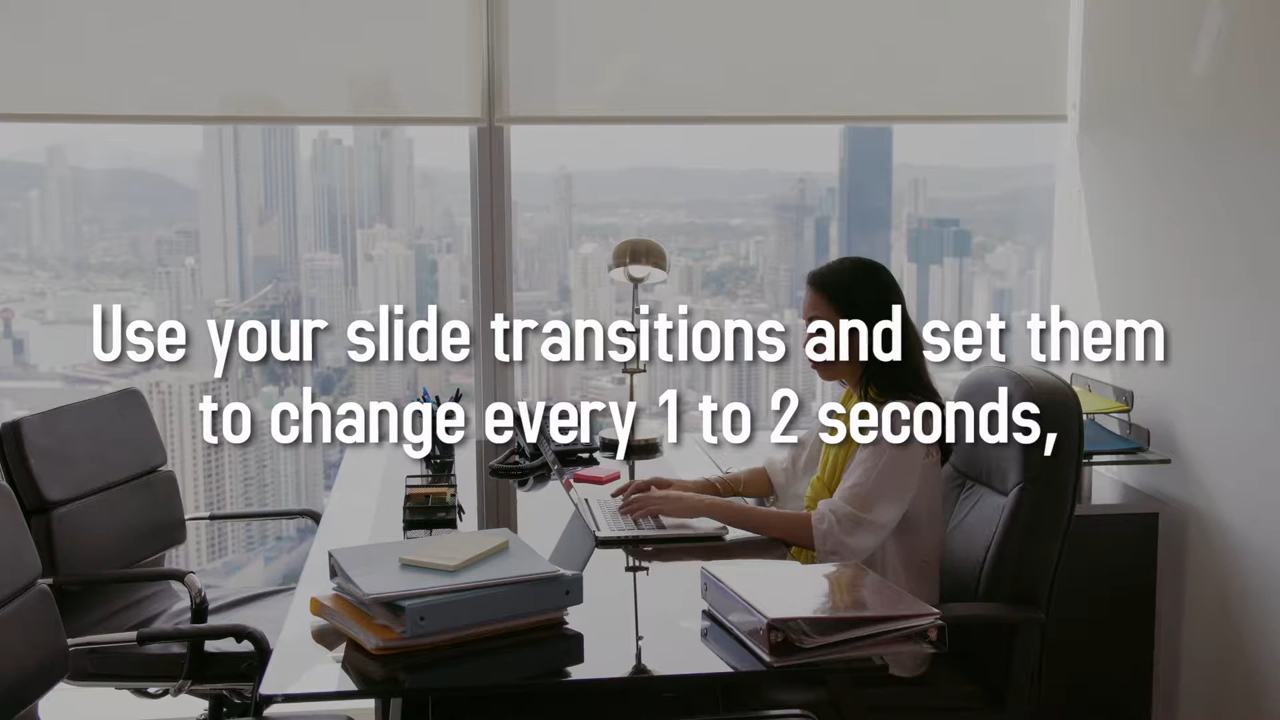 Use your slide transitions and set them
to change every 1 to 2 seconds,